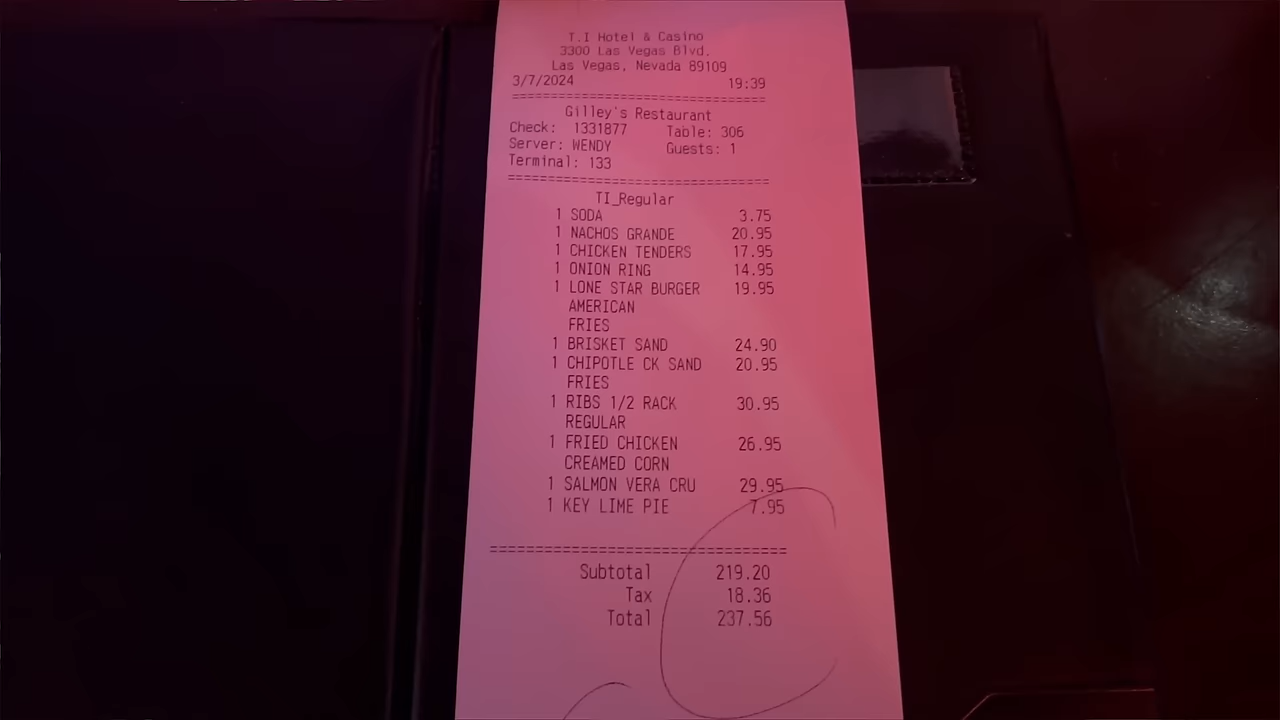 T.I Hotel & Casino
3300 Las Vegas Blvd.
Las Vegas, Nevada 89109
3/7/2024 19:39
==============================
Gilley's Restaurant
Check: 1331877 Table: 306
Server: WENDY Guests: 1
Terminal: 133
==============================
TI_Regular
1 SODA 3.75
1 NACHOS GRANDE 20.95
1 CHICKEN TENDERS 17.95
1 ONION RING 14.95
1 LONE STAR BURGER 19.95
AMERICAN
FRIES
1 BRISKET SAND 24.90
1 CHIPOTLE CK SAND 20.95
FRIES
1 RIBS 1/2 RACK 30.95
REGULAR
1 FRIED CHICKEN 26.95
CREAMED CORN
1 SALMON VERA CRU 29.95
1 KEY LIME PIE 7.95
==============================
Subtotal 219.20
Tax 18.36
Total 237.56